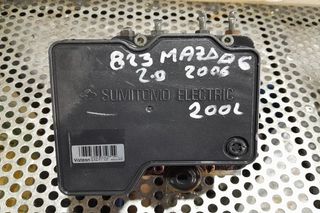 823 MAZDA 6
2.0 2006
SUMITOMO ELECTRIC
200L